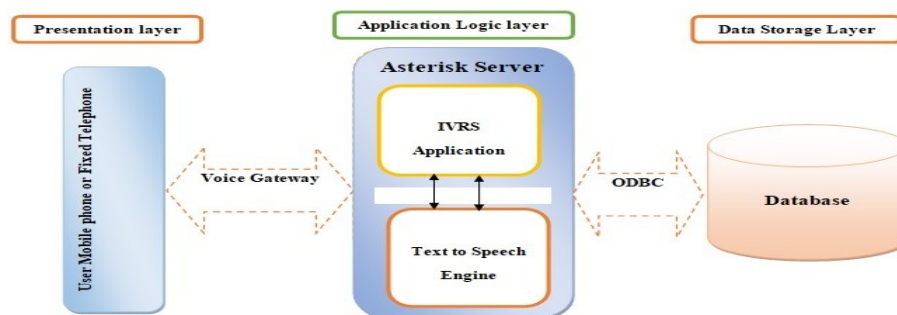 Presentation layer
Application Logic layer
Data Storage Layer
User Mobile phone or Fixed Telephone
Voice Gateway
Asterisk Server
IVRS
Application
Text to Speech
Engine
ODBC
Database